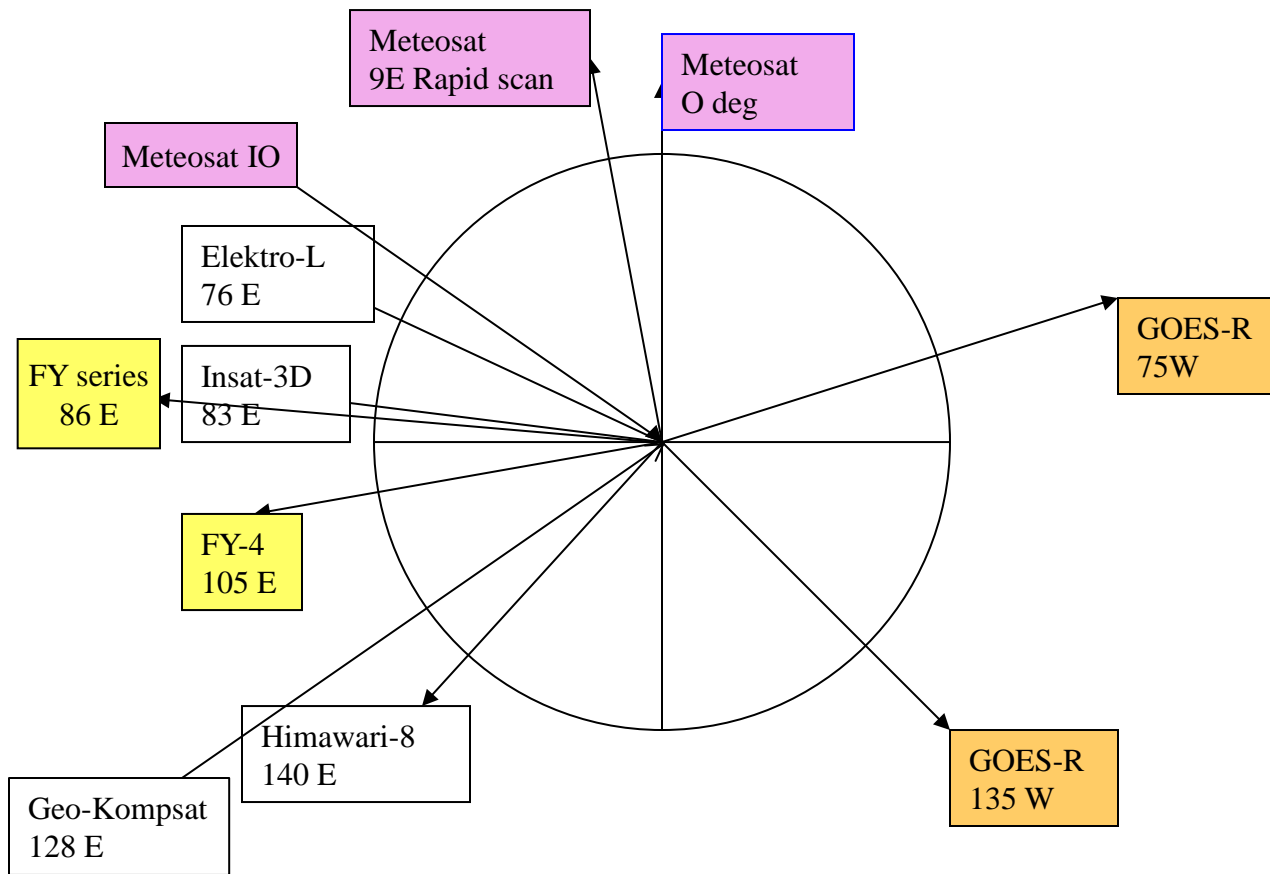 Meteosat
9E Rapid scan
Meteosat
O deg
Meteosat IO
Elektro-L
76 E
GOES-R
75W
FY series
86 E
Insat-3D
83 E
FY-4
105 E
Himawari-8
140 E
GOES-R
135 W
Geo-Kompsat
128 E